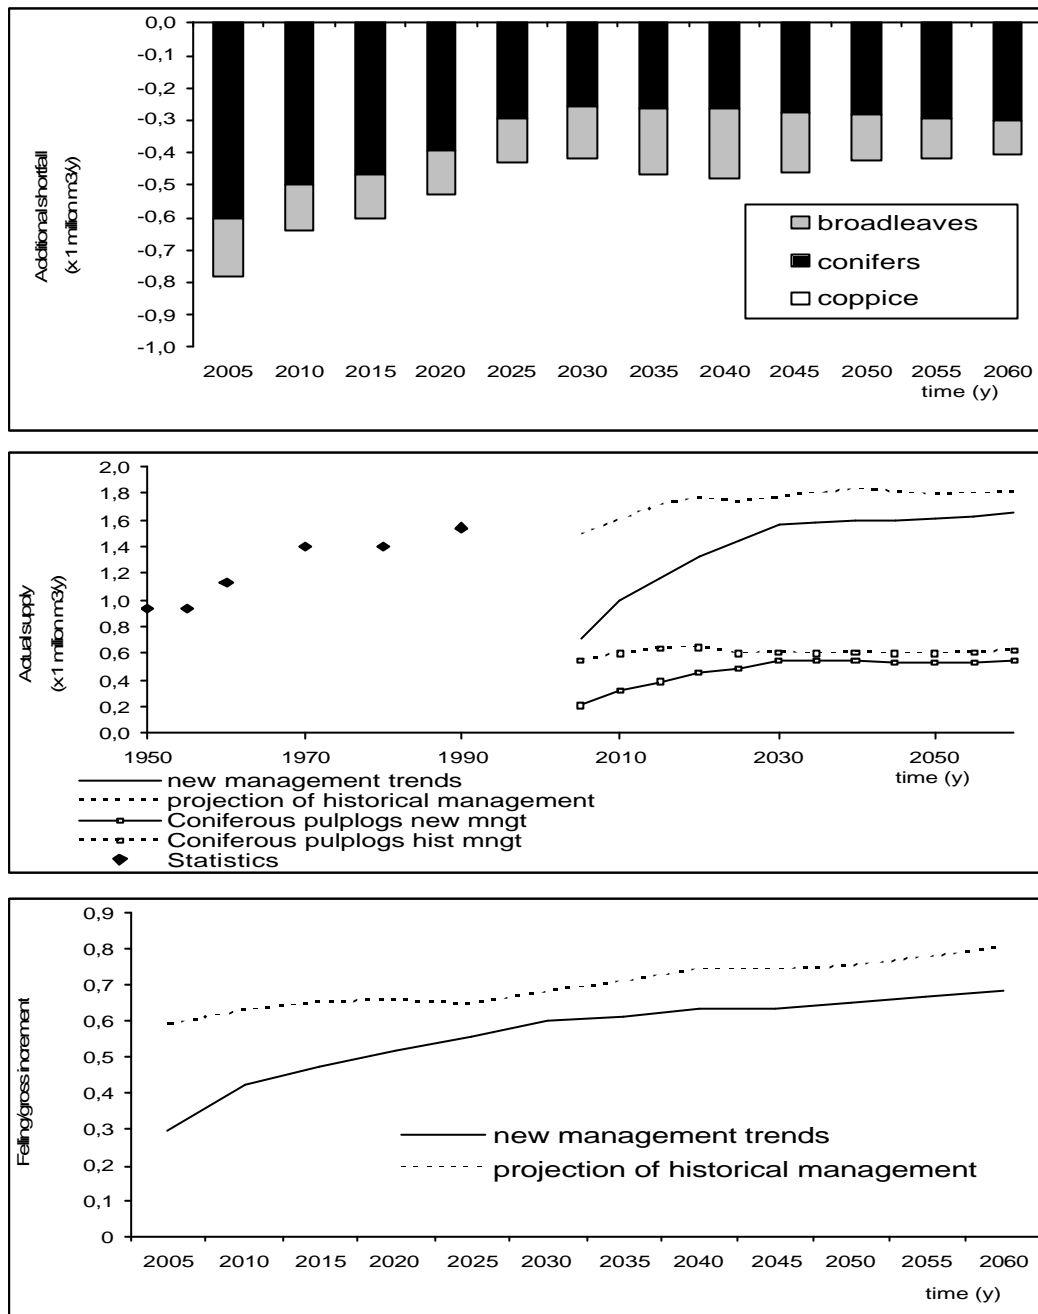 0,0
-0,1
-0,2
-0,3
-0,4
-0,5
-0,6
-0,7
-0,8
-0,9
-1,0
Additional shortfall
(x 1 million m3/y)
broadleaves
conifers
coppice
2005 2010 2015 2020 2025 2030 2035 2040 2045 2050 2055 2060
time (y)
2,0
1,8
1,6
1,4
1,2
1,0
0,8
0,6
0,4
0,2
0,0
Actual supply
(x 1 million m3/y)
1950 1970 1990 2010 2030 2050
time (y)
new management trends
projection of historical management
Coniferous pulplogs new mngt
Coniferous pulplogs hist mngt
Statistics
0,9
0,8
0,7
0,6
0,5
0,4
0,3
0,2
0,1
0
Felling/gross increment
new management trends
projection of historical management
2005 2010 2015 2020 2025 2030 2035 2040 2045 2050 2055 2060
time (y)